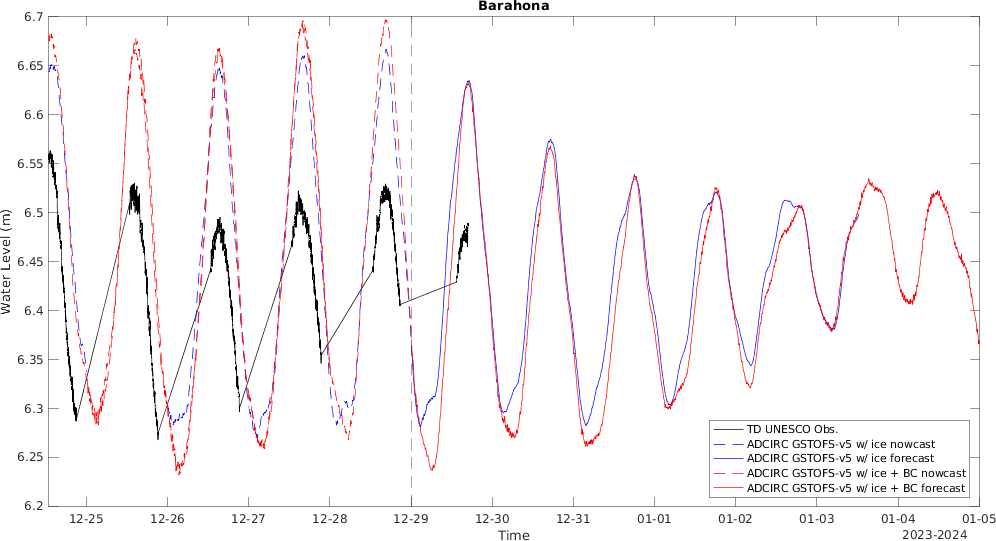 Barahona
6.7
6.65
6.6
6.55
6.5
6.45
6.4
6.35
6.3
6.25
6.2
Water Level (m)
TD UNESCO Obs.
ADCIRC GSTOFS-v5 w/ ice nowcast
ADCIRC GSTOFS-v5 w/ ice forecast
ADCIRC GSTOFS-v5 w/ ice + BC nowcast
ADCIRC GSTOFS-v5 w/ ice + BC forecast
12-25 12-26 12-27 12-28 12-29 12-30 12-31 01-01 01-02 01-03 01-04 01-05
Time
2023-2024